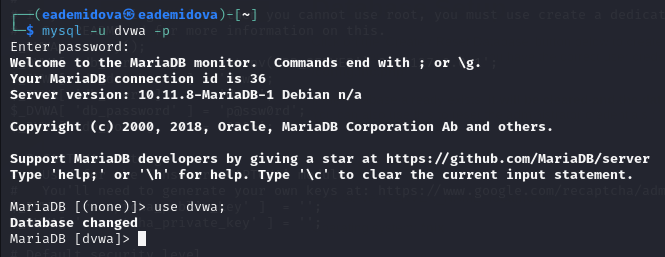 ┌──(eademidova㉿eademidova)-[~]
└─$ mysql -u dvwa -p
Enter password:
Welcome to the MariaDB monitor.  Commands end with ; or \g.
Your MariaDB connection id is 36
Server version: 10.11.8-MariaDB-1 Debian n/a

Copyright (c) 2000, 2018, Oracle, MariaDB Corporation Ab and others.

Support MariaDB developers by giving a star at https://github.com/MariaDB/server
Type 'help;' or '\h' for help. Type '\c' to clear the current input statement.

MariaDB [(none)]> use dvwa;
Database changed
MariaDB [dvwa]>